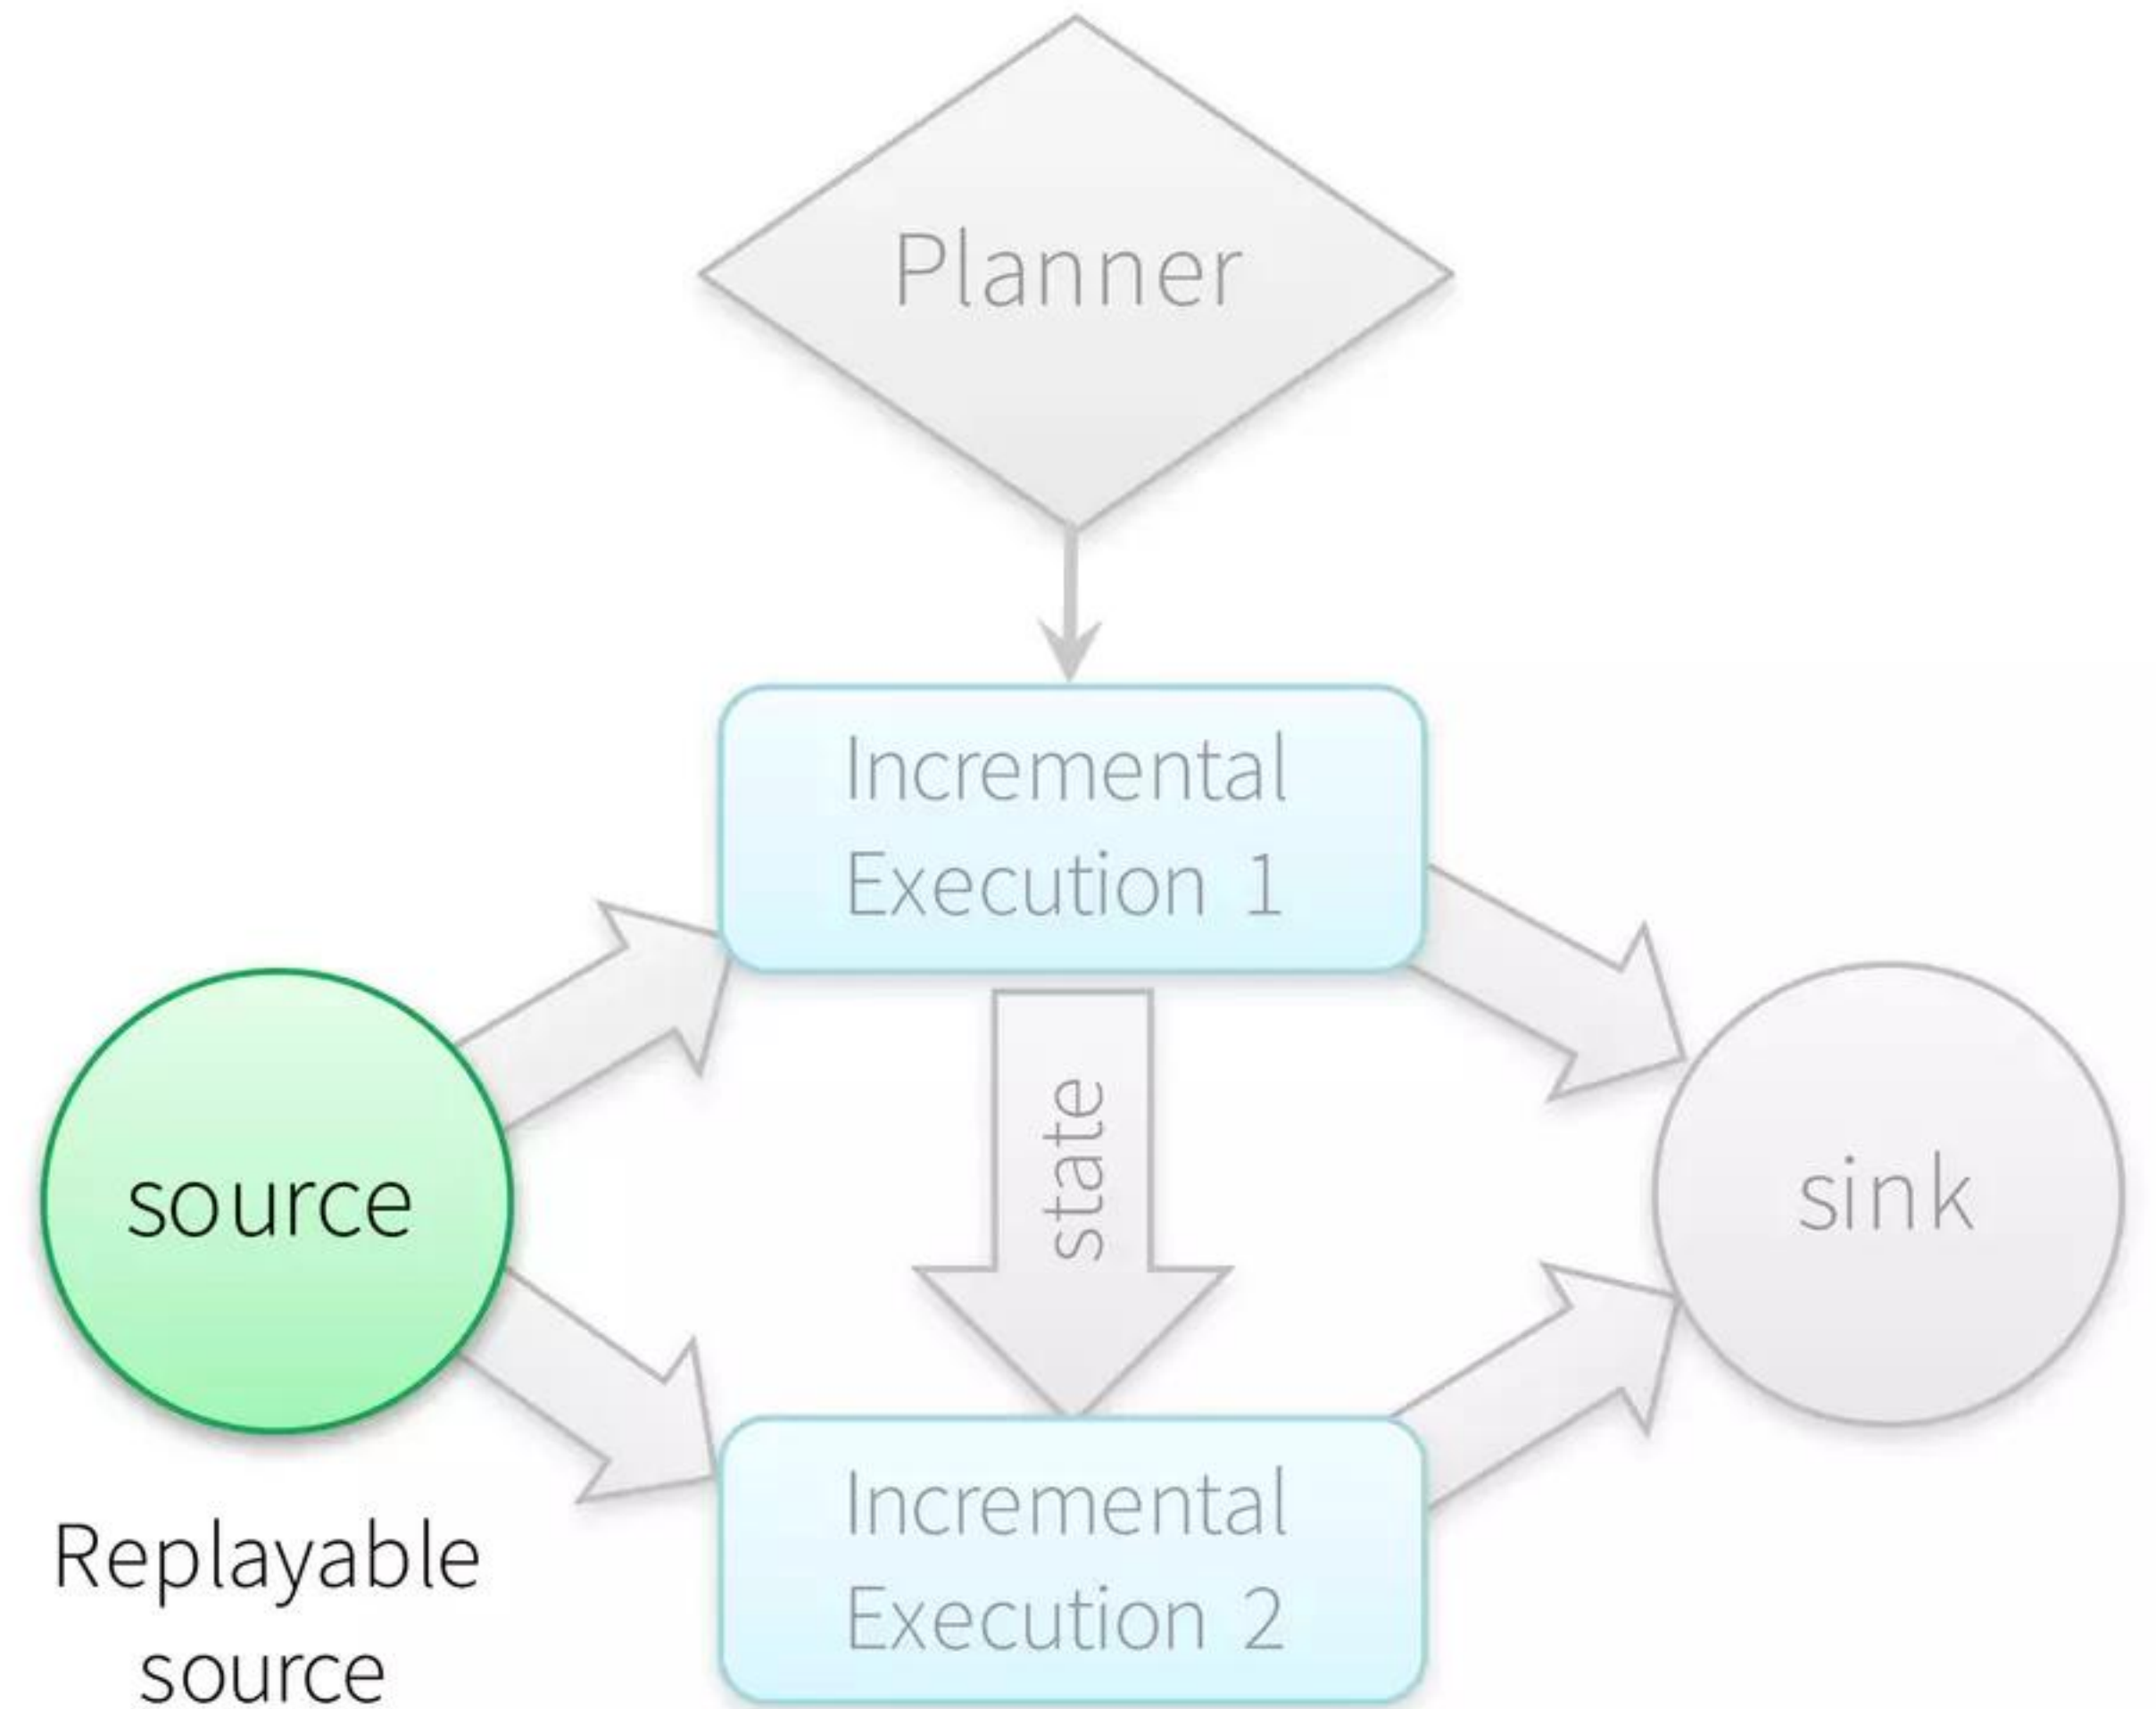 Planner
Incremental
Execution 1
source
state
sink
Incremental
Execution 2
Replayable
source